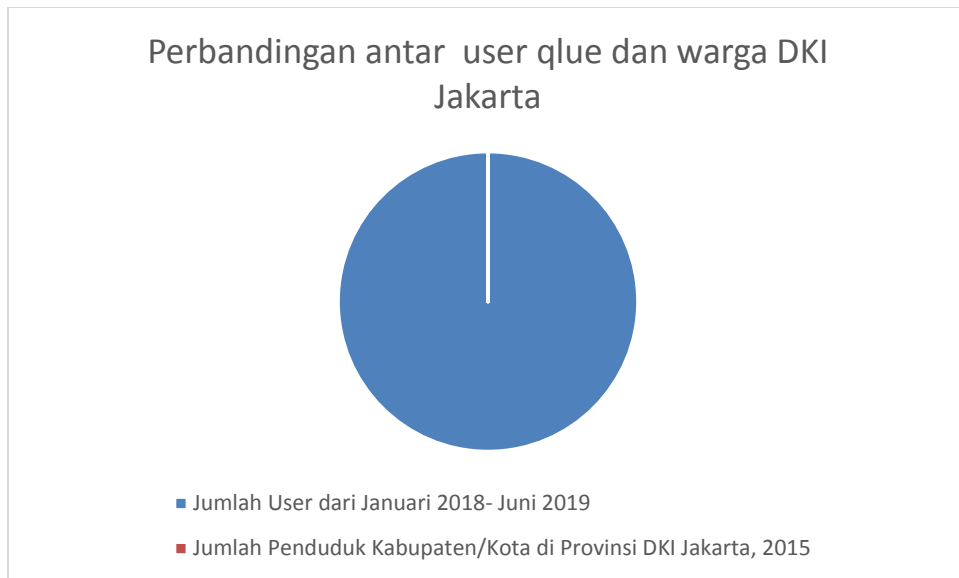 Perbandingan antar  user qlue dan warga DKI
Jakarta
Jumlah User dari Januari 2018- Juni 2019
Jumlah Penduduk Kabupaten/Kota di Provinsi DKI Jakarta, 2015